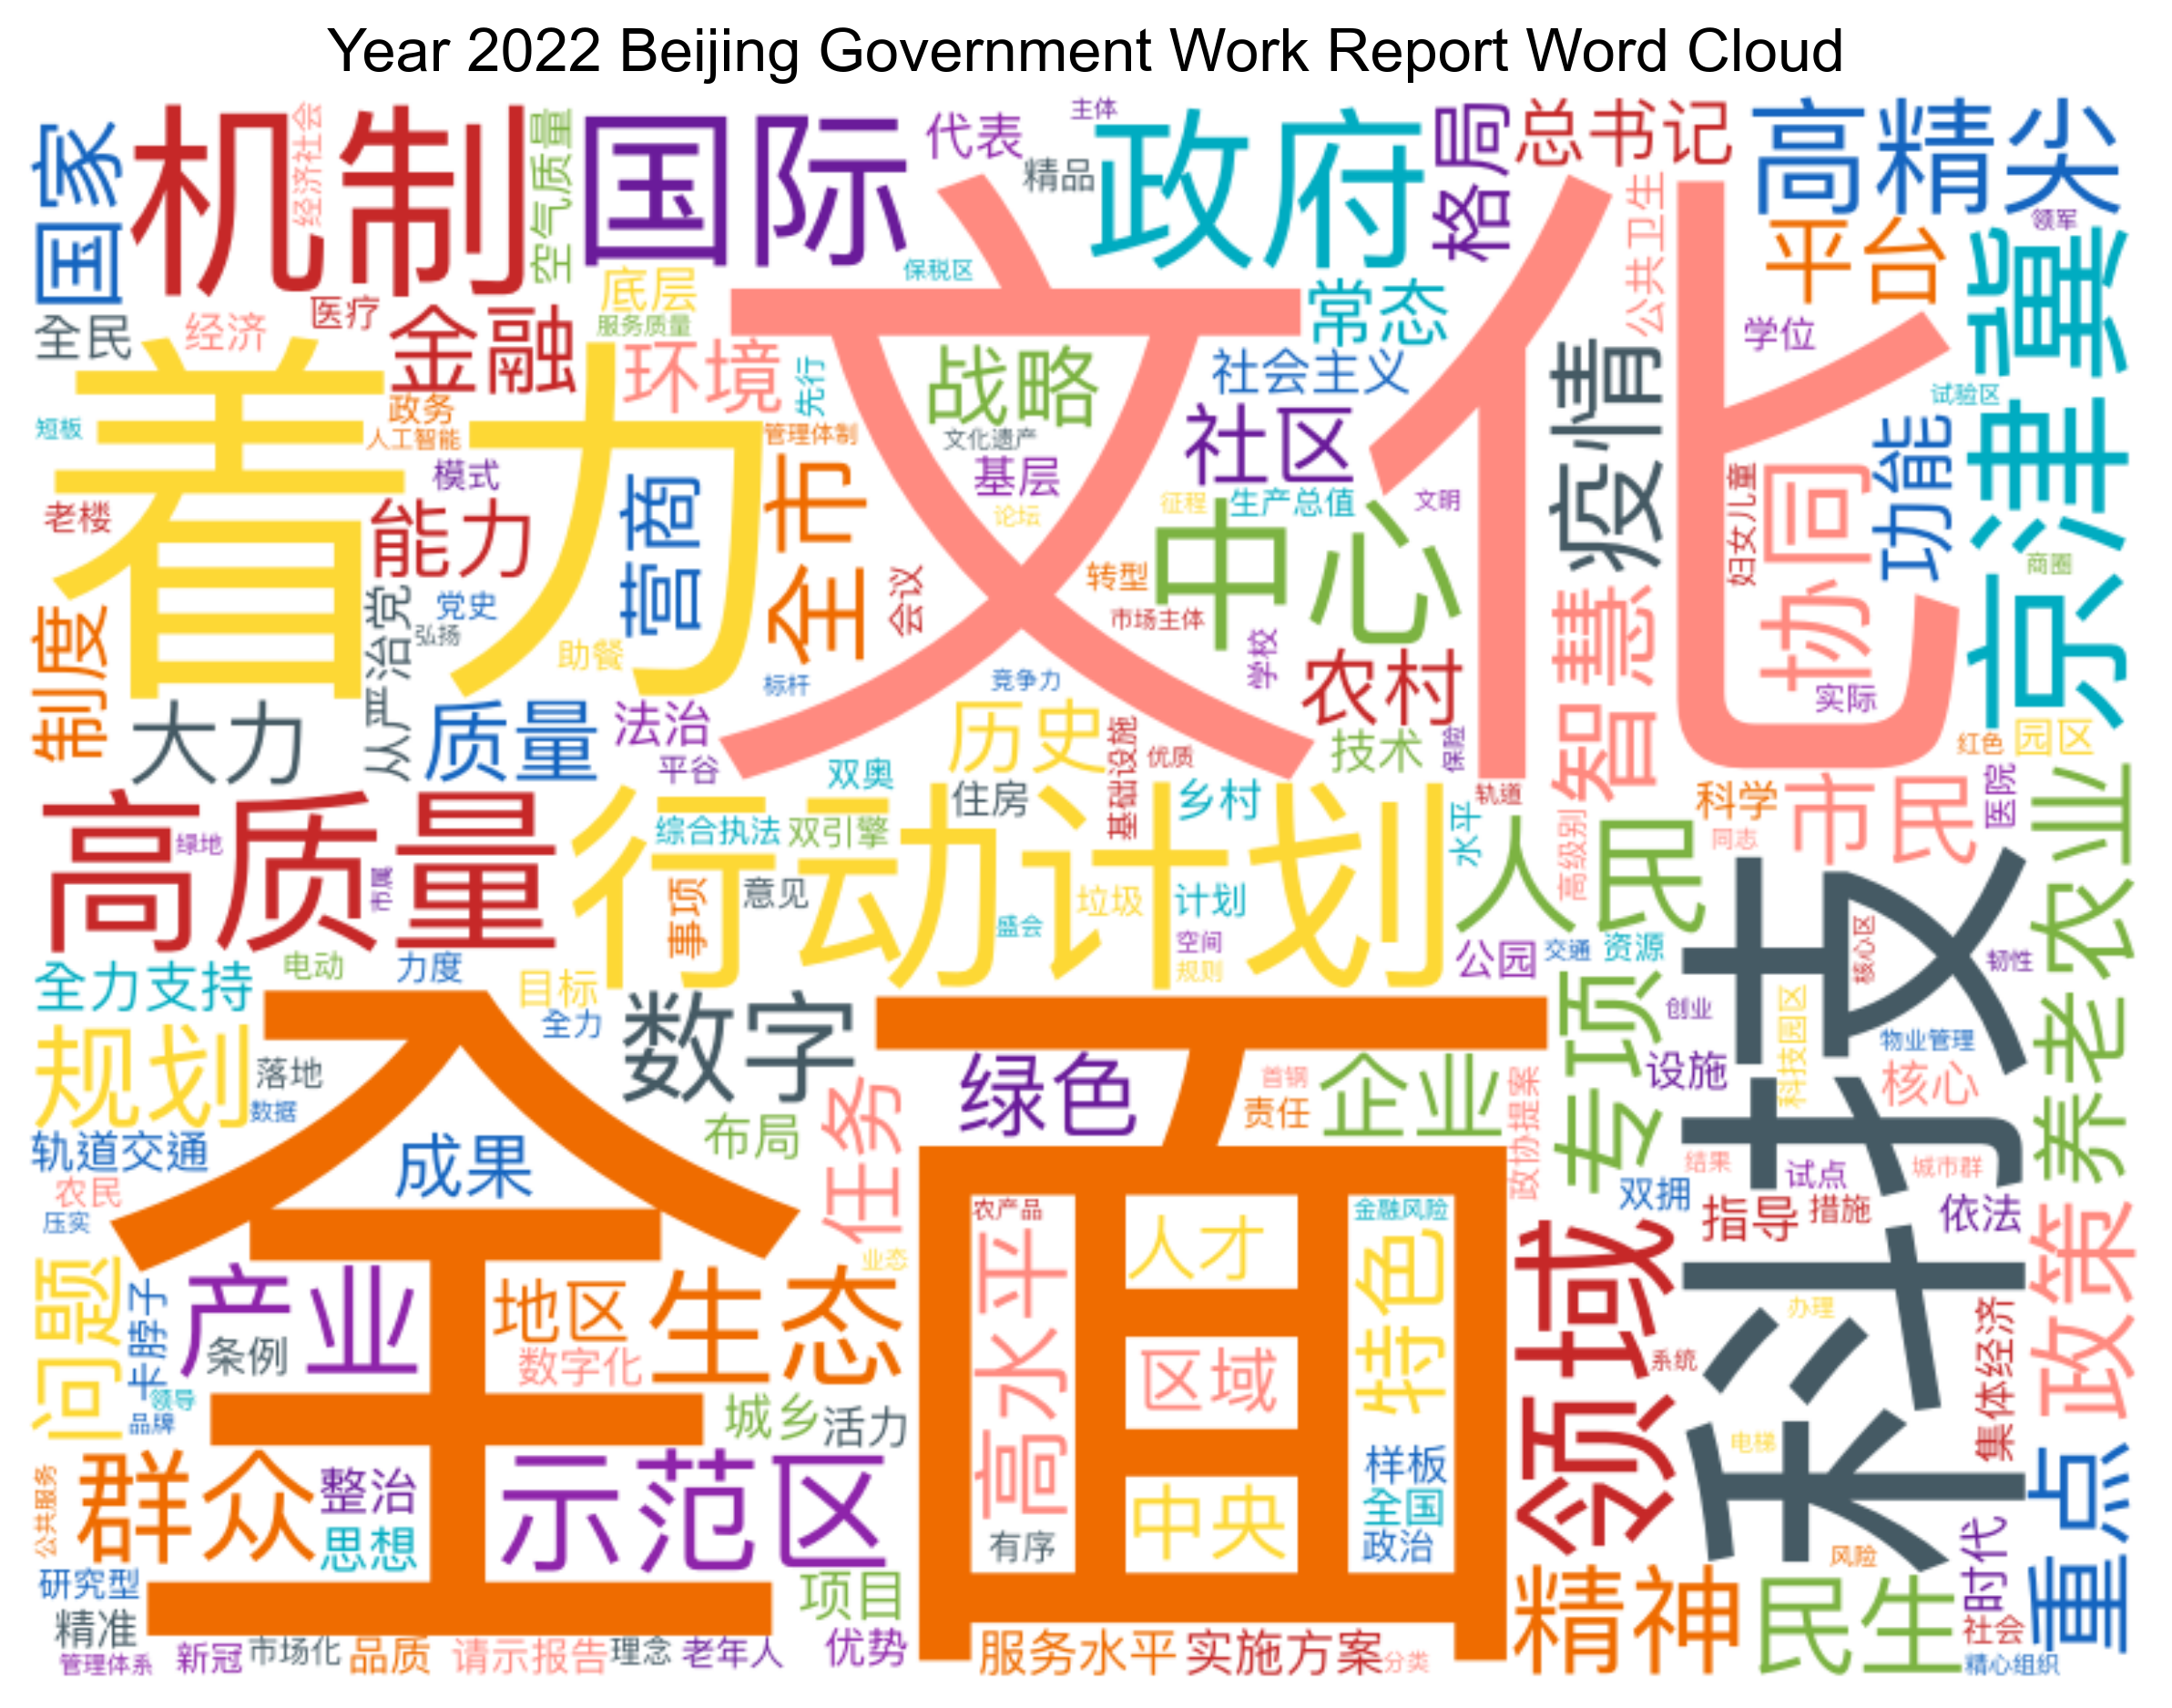 Year 2022 Beijing Government Work Report Word Cloud
国家
机制
经济社会
空气质量
国际
代表
主体
精品
政府
格局
总书记
高精尖
领军
平台
京津冀
公共卫生
保税区
底层
服务质量
常态
医疗
全民
经济
金融
环境
先行
战略
社会主义
学位
疫情
文化
着力
短板
政务
人工智能
管理体制
文化遗产
社区
试验区
模式
基层
生产总值
征程
文明
妇女儿童
协同
功能
老楼
能力
营商
全市
论坛
中心
商圈
会议
转型
市场主体
党史
弘扬
从严治党
制度
助餐
学校
农村
智慧
标杆
竞争力
实际
大力
质量
法治
历史
基础设施
优质
技术
保险
红色
园区
平谷
双奥
住房
乡村
轨道
科学
市民
医院
养老农业
高质量
绿地
市属
行动计划
综合执法
双引擎
水平
人民
高级别
同志
事项
意见
垃圾
计划
盛会
空间
规则
公园
交通
资源
核心区
韧性
科技
全力支持
电动
力度
目标
全力
数字
专项
创业
科技园区
物业管理
规划
落地
数据
绿色
首钢
责任
企业
政协提案
设施
核心
轨道交通
成果
布局
任务
农民
压实
结果
试点
城市群
双拥
指导
措施
依法
全面
农产品
人才
金融风险
领域
政策
问题
卡脖子
产业
条例
地区
生态
业态
数字化
高水平
区域
特色
办理
系统
集体经济
领导
品牌
城乡
活力
电梯
公共服务
群众
整治
思想
示范区
中央
样板
全国
政治
有序
重点
时代
风险
研究型
精准
管理体系
新冠
市场化
品质
请示报告
理念
老年人
项目
优势
服务水平
实施方案
分类
精神
民生
社会
精心组织